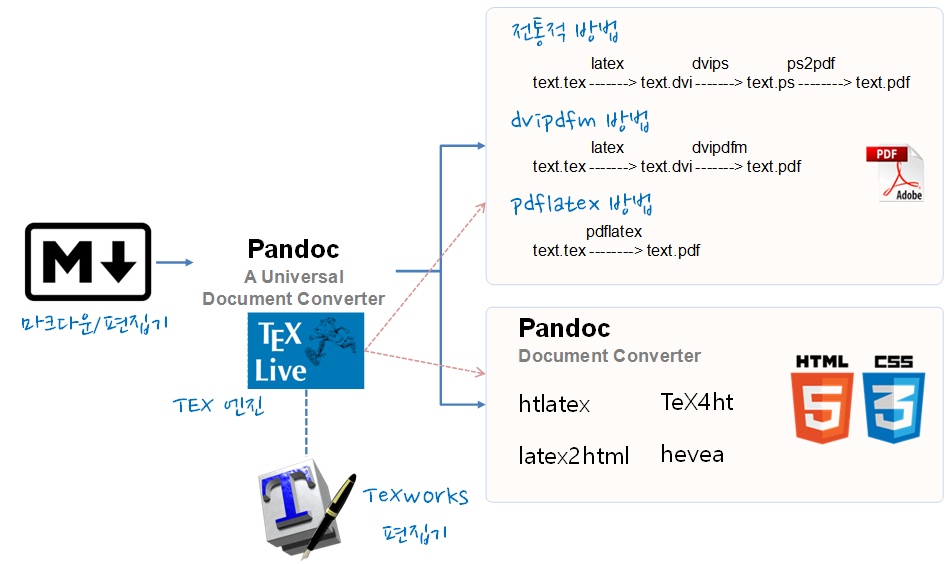 전통적 방법
latex dvips ps2pdf
text.tex -------> text.dvi -------> text.ps --------> text.pdf
dvipdfm 방법
latex dvipdfm
text.tex -------> text.dvi -------> text.pdf
PDF
Adobe
pdflatex 방법
pdflatex
text.tex --------> text.pdf
M
마크다운/편집기
Pandoc
A Universal
Document Converter
TEX
Live
TEX 엔진
T
TeXworks
편집기
Pandoc
Document Converter
htlatex TeX4ht
latex2html hevea
HTML
5
CSS
3